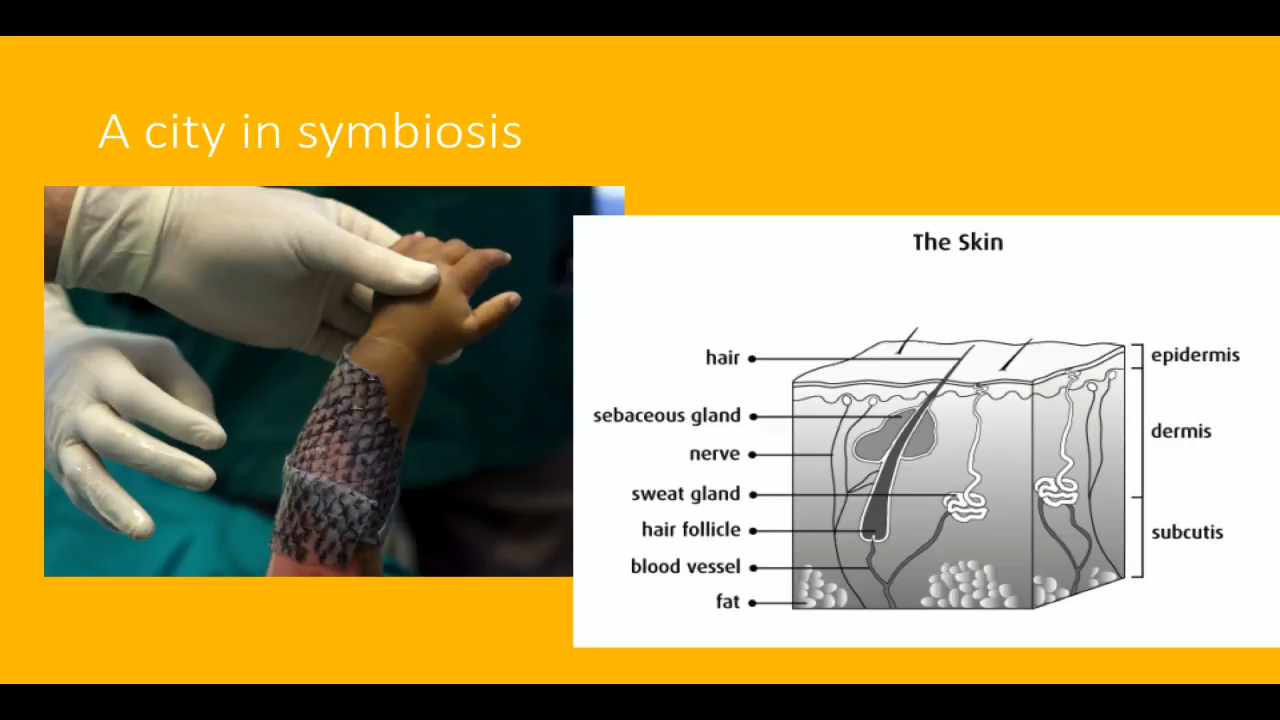 A city in symbiosis
The Skin
hair
sebaceous gland
nerve
sweat gland
hair follicle
blood vessel
fat
epidermis
dermis
subcutis